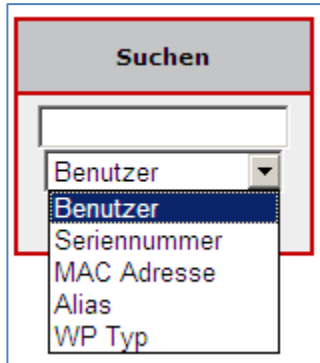 Suchen
Benutzer
Benutzer
Seriennummer
MAC Adresse
Alias
WP Typ